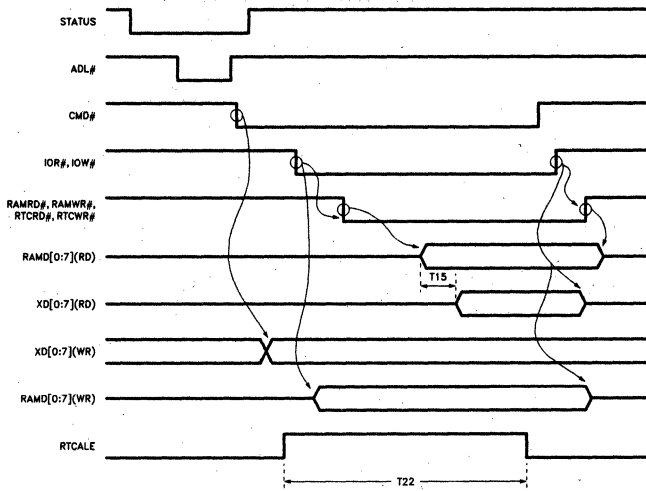 STATUS
ADL#
CMD#
IOR#, IOW#
RAMRD#, RAMWR#,
RTCRD#, RTCWR#
RAMD[0:7](RD)
T15
XD[0:7](RD)
XD[0:7](WR)
RAMD[0:7](WR)
RTCALE
T22